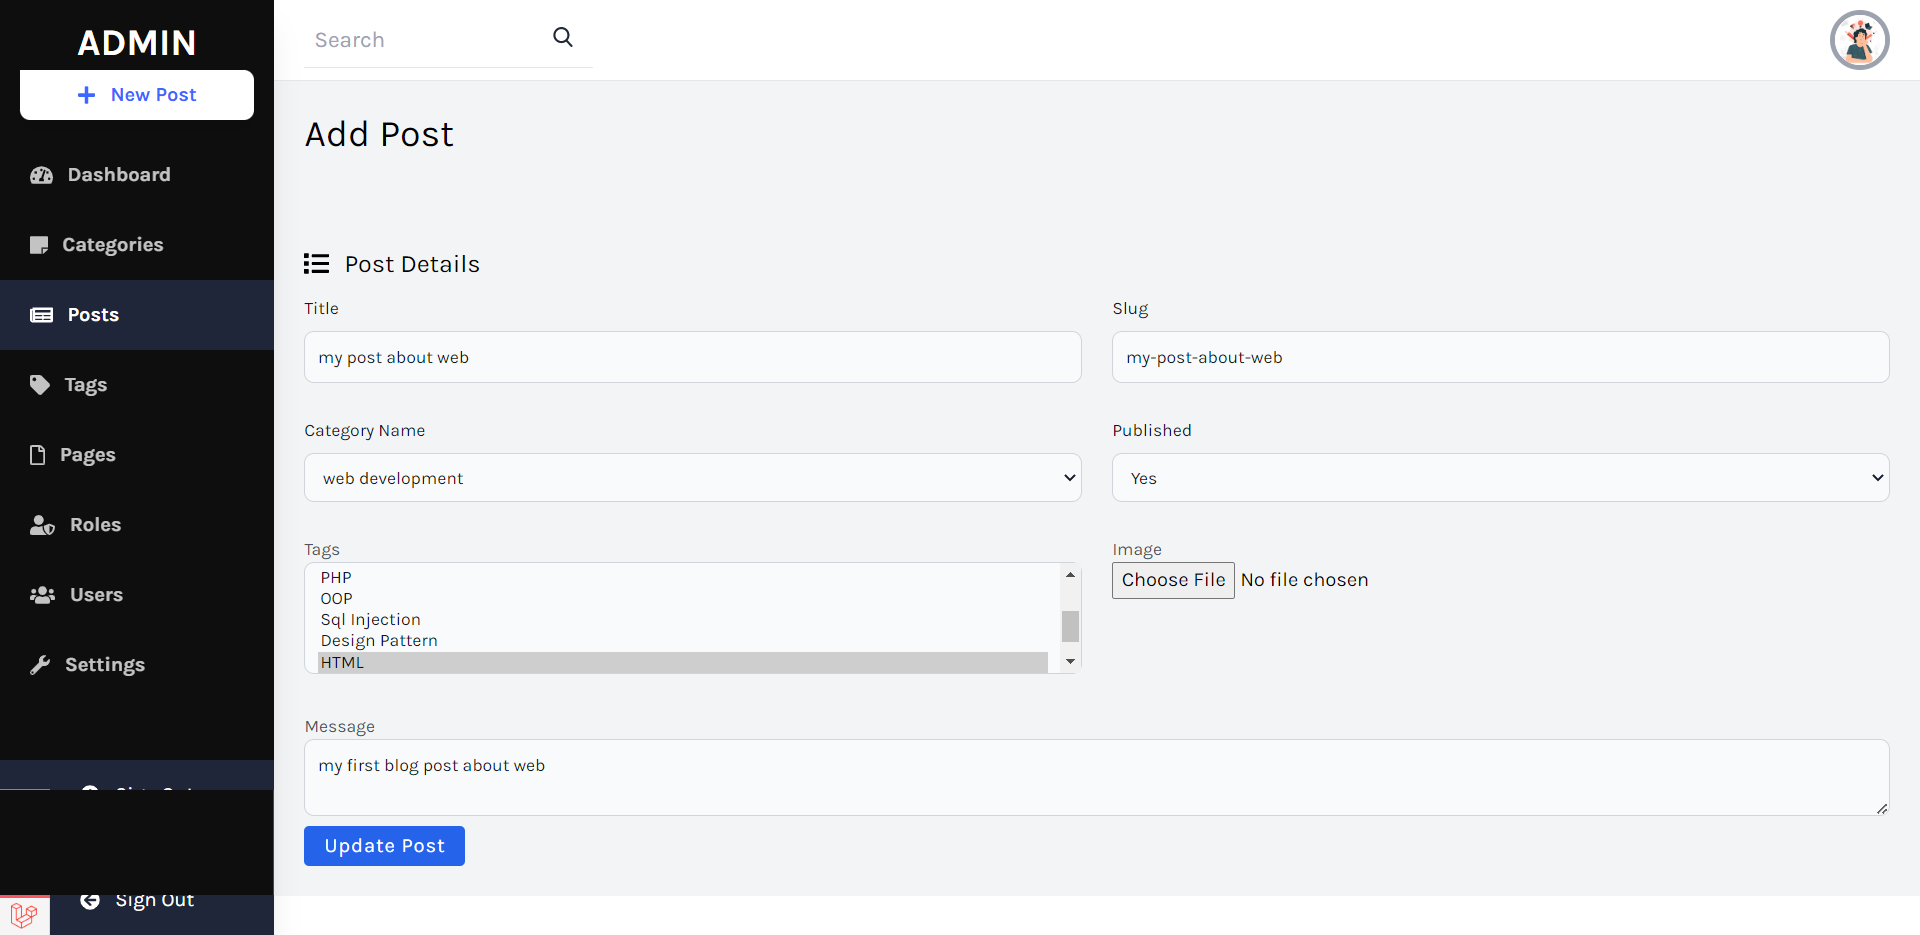 ADMIN
New Post
Dashboard
Categories
Posts
Tags
Pages
Roles
Users
Settings
Sign Out
Sign Out
Search
Add Post
Post Details
Title
Slug
my post about web
my-post-about-web
Category Name
Published
web development
Yes
Tags
Image
PHP
OOP
Sql Injection
Design Pattern
HTML
Choose File No file chosen
Message
my first blog post about web
Update Post